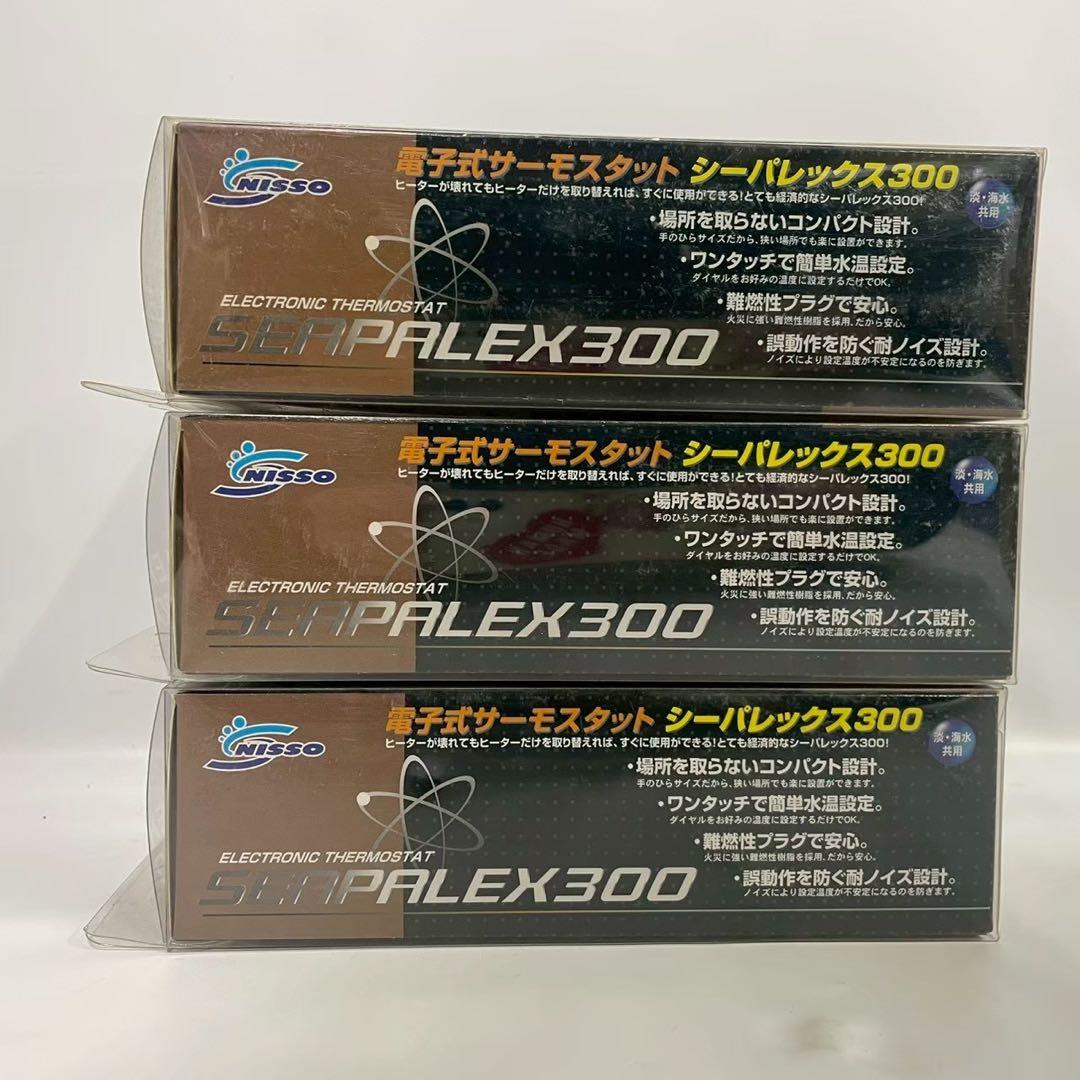 NISSO
電子式サーモスタット シーパレックス300
ヒーターが壊れてもヒーターだけを取り替えれば、すぐに使用ができる!とても経済的なシーパレックス300!
淡・海水
共用
・場所を取らないコンパクト設計。
手のひらサイズだから、狭い場所でも楽に設置ができます。
・ワンタッチで簡単水温設定。
ダイヤルをお好みの温度に設定するだけでOK。
・難燃性プラグで安心。
火災に強い難燃性樹脂を採用、だから安心。
・誤動作を防ぐ耐ノイズ設計。
ノイズにより設定温度が不安定になるのを防ぎます。
ELECTRONIC THERMOSTAT
SEAPALEX300
NISSO
電子式サーモスタット シーパレックス300
ヒーターが壊れてもヒーターだけを取り替えれば、すぐに使用ができる!とても経済的なシーパレックス300!
淡・海水
共用
・場所を取らないコンパクト設計。
手のひらサイズだから、狭い場所でも楽に設置ができます。
・ワンタッチで簡単水温設定。
ダイヤルをお好みの温度に設定するだけでOK。
・難燃性プラグで安心。
火災に強い難燃性樹脂を採用、だから安心。
・誤動作を防ぐ耐ノイズ設計。
ノイズにより設定温度が不安定になるのを防ぎます。
ELECTRONIC THERMOSTAT
SEAPALEX300
NISSO
電子式サーモスタット シーパレックス300
ヒーターが壊れてもヒーターだけを取り替えれば、すぐに使用ができる!とても経済的なシーパレックス300!
淡・海水
共用
・場所を取らないコンパクト設計。
手のひらサイズだから、狭い場所でも楽に設置ができます。
・ワンタッチで簡単水温設定。
ダイヤルをお好みの温度に設定するだけでOK。
・難燃性プラグで安心。
火災に強い難燃性樹脂を採用、だから安心。
・誤動作を防ぐ耐ノイズ設計。
ノイズにより設定温度が不安定になるのを防ぎます。
ELECTRONIC THERMOSTAT
SEAPALEX300